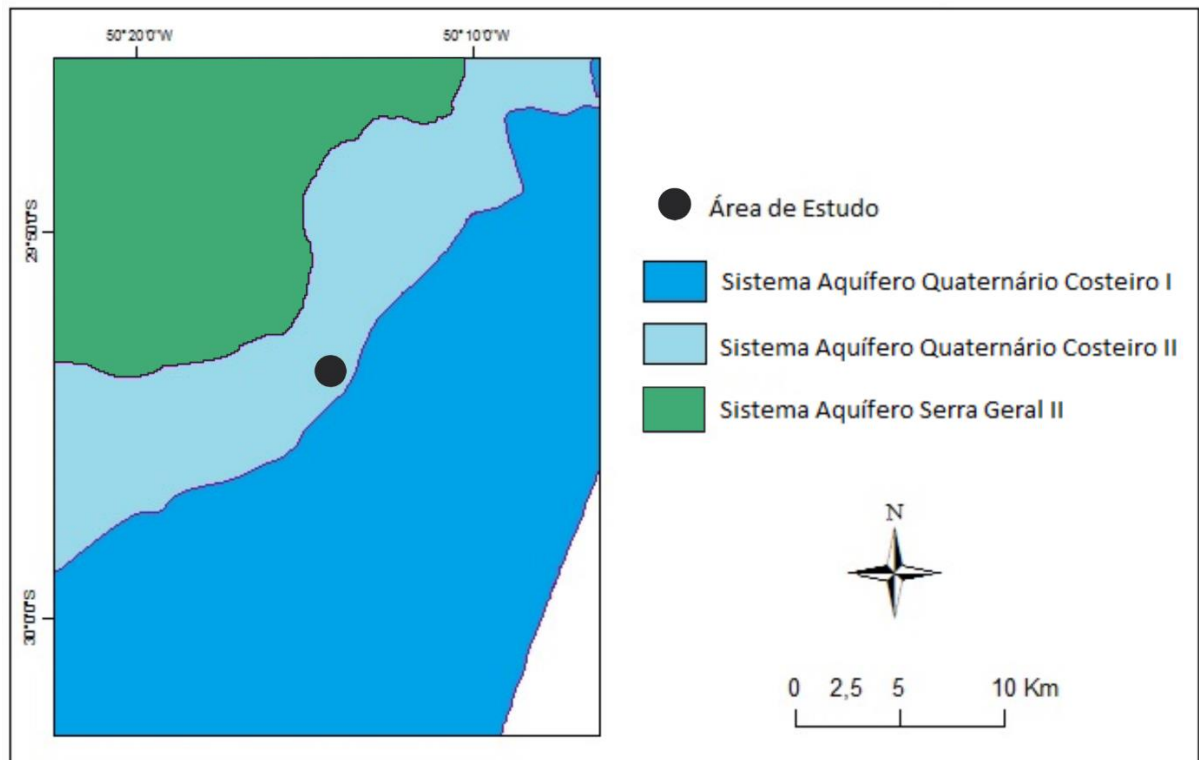 50°20'0"W
50°10'0"W
29°50'0"S
30°0'0"S
Área de Estudo
Sistema Aquífero Quaternário Costeiro I
Sistema Aquífero Quaternário Costeiro II
Sistema Aquífero Serra Geral II
N
0 2,5 5 10 Km